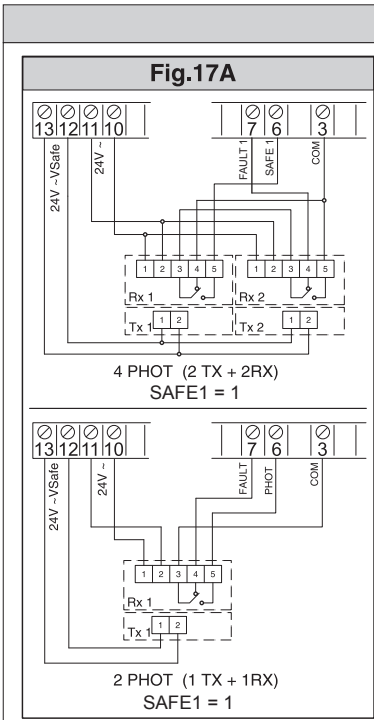 Fig.17A
13 12 11 10 7 6 3
24V ~VSafe
24V ~
FAULT 1
SAFE 1
COM
1 2 3 4 5 1 2 3 4 5
Rx 1 Rx 2
1 2 1 2
Tx 1 Tx 2
4 PHOT (2 TX + 2RX)
SAFE1 = 1
13 12 11 10 7 6 3
24V ~VSafe
24V ~
FAULT
PHOT
COM
1 2 3 4 5
Rx 1
1 2
Tx 1
2 PHOT (1 TX + 1RX)
SAFE1 = 1